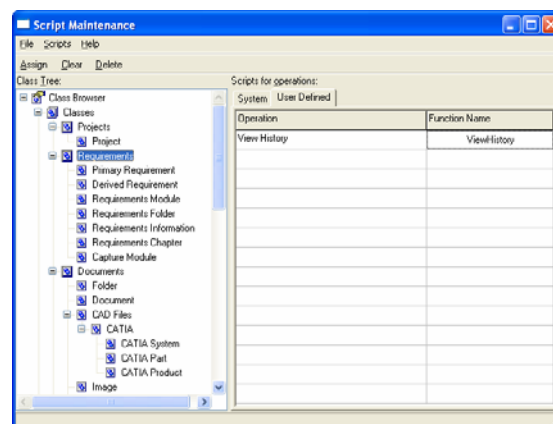 Script Maintenance
File Scripts Help
Assign Clear Delete
Class Tree:
Class Browser
Classes
Projects
Project
Requirements
Primary Requirement
Derived Requirement
Requirements Module
Requirements Folder
Requirements Information
Requirements Chapter
Capture Module
Documents
Folder
Document
CAD Files
CATIA
CATIA System
CATIA Part
CATIA Product
Image
Scripts for operations:
System User Defined
Operation Function Name
View History ViewHistory